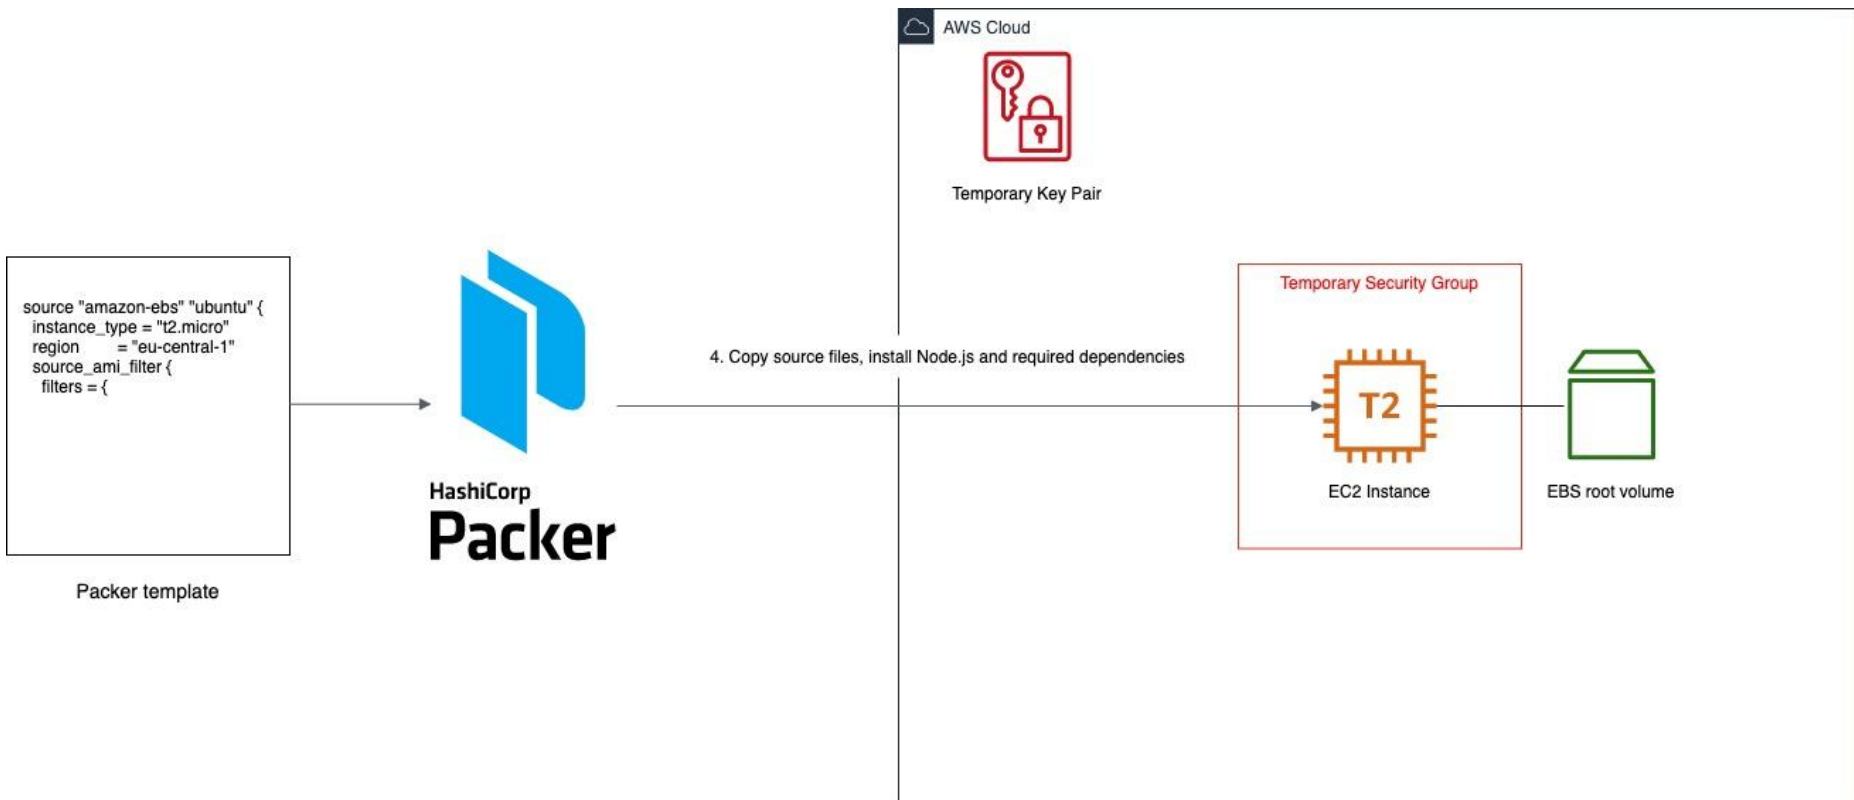 AWS Cloud
Temporary Key Pair
source "amazon-ebs" "ubuntu" {
instance_type = "t2.micro"
region = "eu-central-1"
source_ami_filter {
filters = {
Packer template
HashiCorp
Packer
4. Copy source files, install Node.js and required dependencies
Temporary Security Group
T2
EC2 Instance
EBS root volume